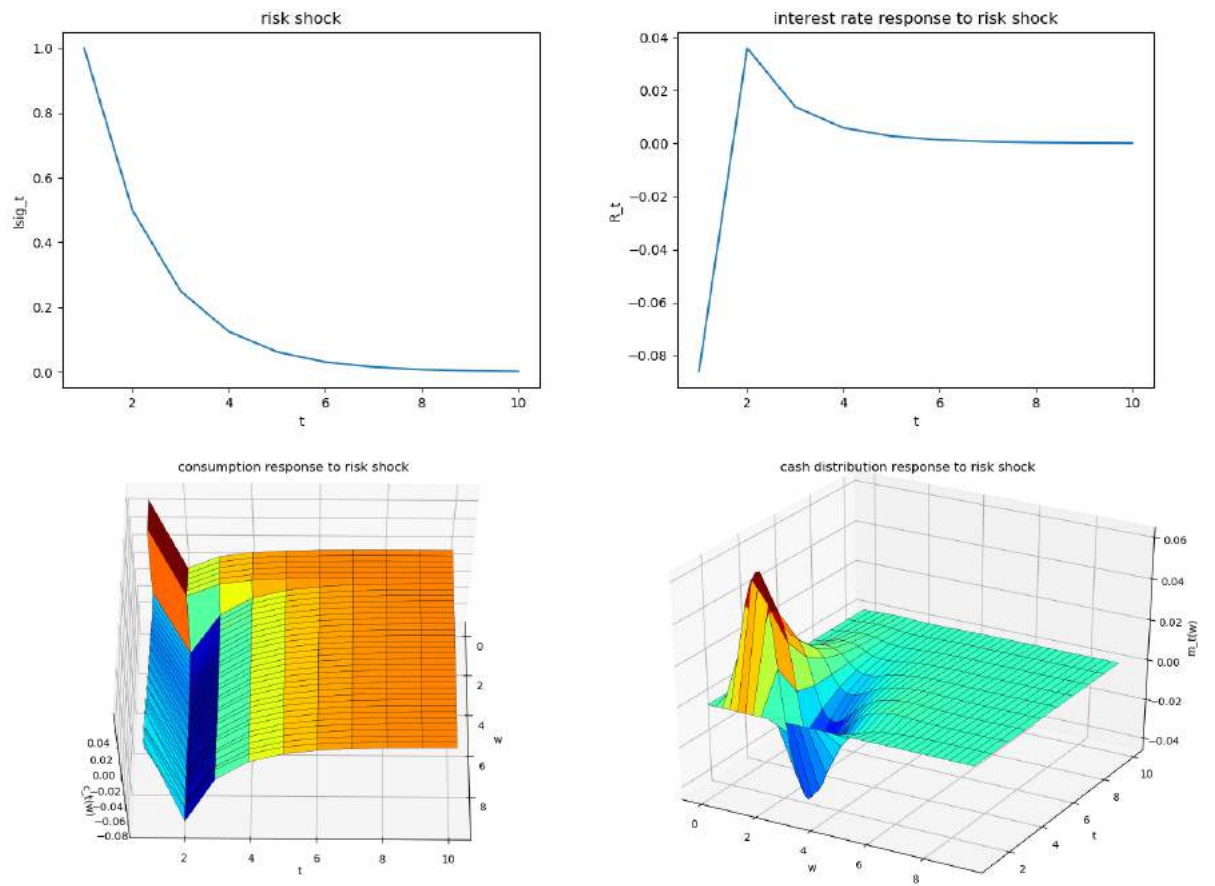 risk shock
1.0
0.8
0.6
0.4
0.2
0.0
lsig_t
2 4 6 8 10
t
interest rate response to risk shock
0.04
0.02
0.00
−0.02
−0.04
−0.06
−0.08
R_t
2 4 6 8 10
t
consumption response to risk shock
0.04
0.02
0.00
−0.02
−0.04
−0.06
−0.08
C_t(w)
2 4 6 8 10
t
0
2
4
6
8
w
cash distribution response to risk shock
0.06
0.04
0.02
0.00
−0.02
−0.04
m_t(w)
0 2 4 6 8
w
2
4
6
8
10
t